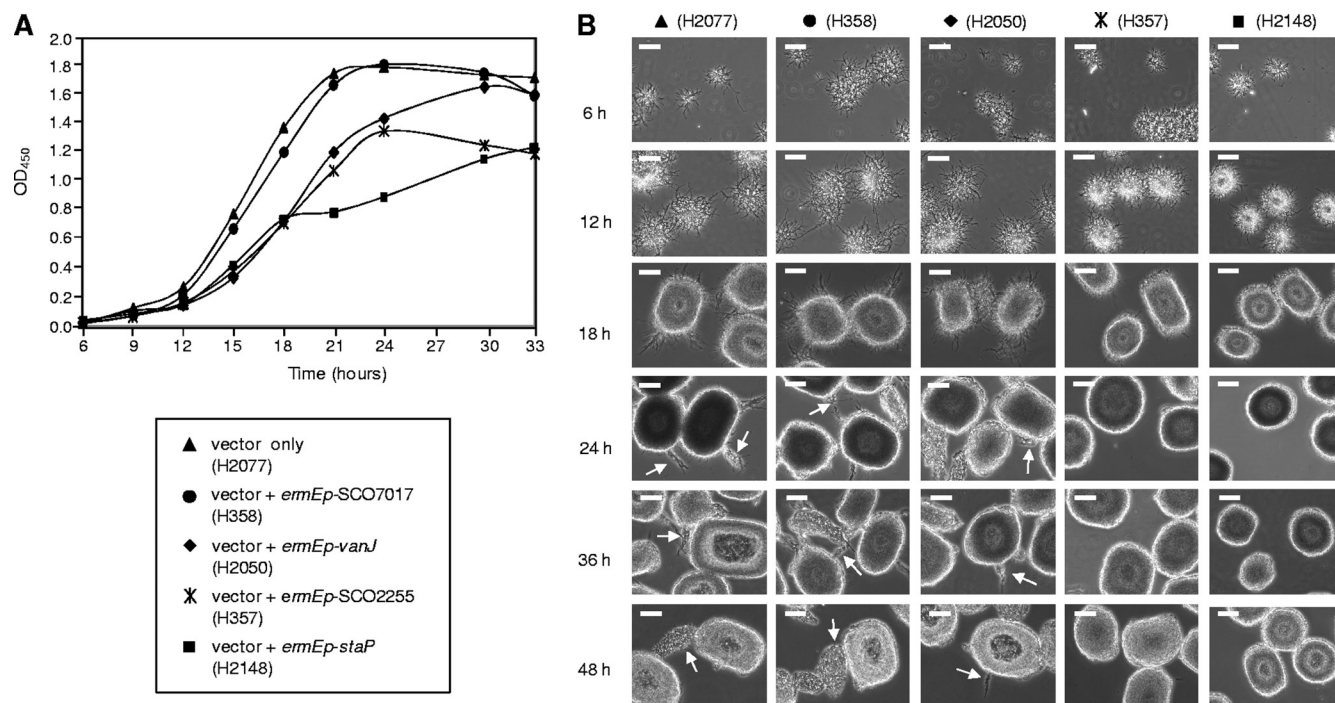 A
2.0
1.8
1.6
1.4
1.2
1.0
0.8
0.6
0.4
0.2
0.0
OD450
6 9 12 15 18 21 24 27 30 33
Time (hours)
vector only
(H2077)
vector + ermEp-SCO7017
(H358)
vector + ermEp-vanJ
(H2050)
vector + ermEp-SCO2255
(H357)
vector + ermEp-staP
(H2148)
B
(H2077) (H358) (H2050) (H357) (H2148)
6 h
12 h
18 h
24 h
36 h
48 h